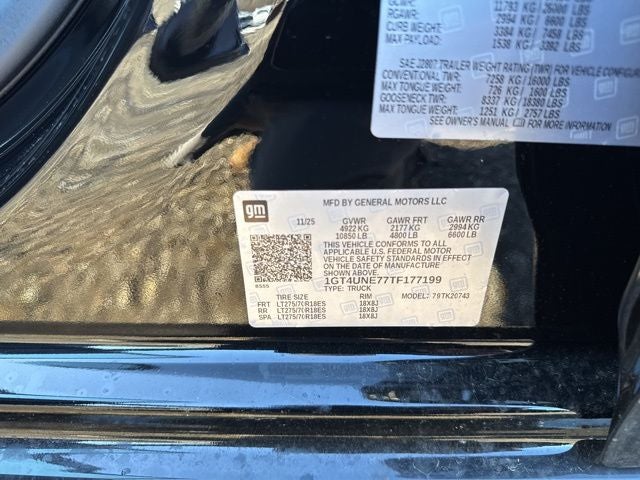 GCWR: 11793 KG / 26000 LBS
RGAWR: 2994 KG / 6600 LBS
CURB WEIGHT: 3384 KG / 7458 LBS
MAX PAYLOAD: 1538 KG / 3392 LBS
SAE J2807 TRAILER WEIGHT RATING (TWR) FOR VEHICLE CONFIGU
CONVENTIONAL TWR: 7258 KG/16000 LBS
MAX TONGUE WEIGHT: 726 KG / 1600 LBS
GOOSENECK TWR: 8337 KG/18380 LBS
MAX TONGUE WEIGHT: 1251 KG / 2757 LBS
SEE OWNER'S MANUAL FOR ADDITIONAL
gm
MFD BY GENERAL MOTORS LLC
11/25 GVWR GAWR FRT GAWR RR
4922 KG 2177 KG 2994 KG
10850 LB 4800 LB 6600 LB
THIS VEHICLE CONFORMS TO ALL
APPLICABLE U.S. FEDERAL MOTOR
VEHICLE SAFETY STANDARDS IN EFFECT
ON THE DATE OF MANUFACTURE.
1GT4UNE77TF177199
TYPE: TRUCK
MODEL: 79TK20743
TIRE SIZE RIM
FRT LT275/70R18ES 18X8J
RR LT275/70R18ES 18X8J
SPA LT275/70R18ES 18X8J